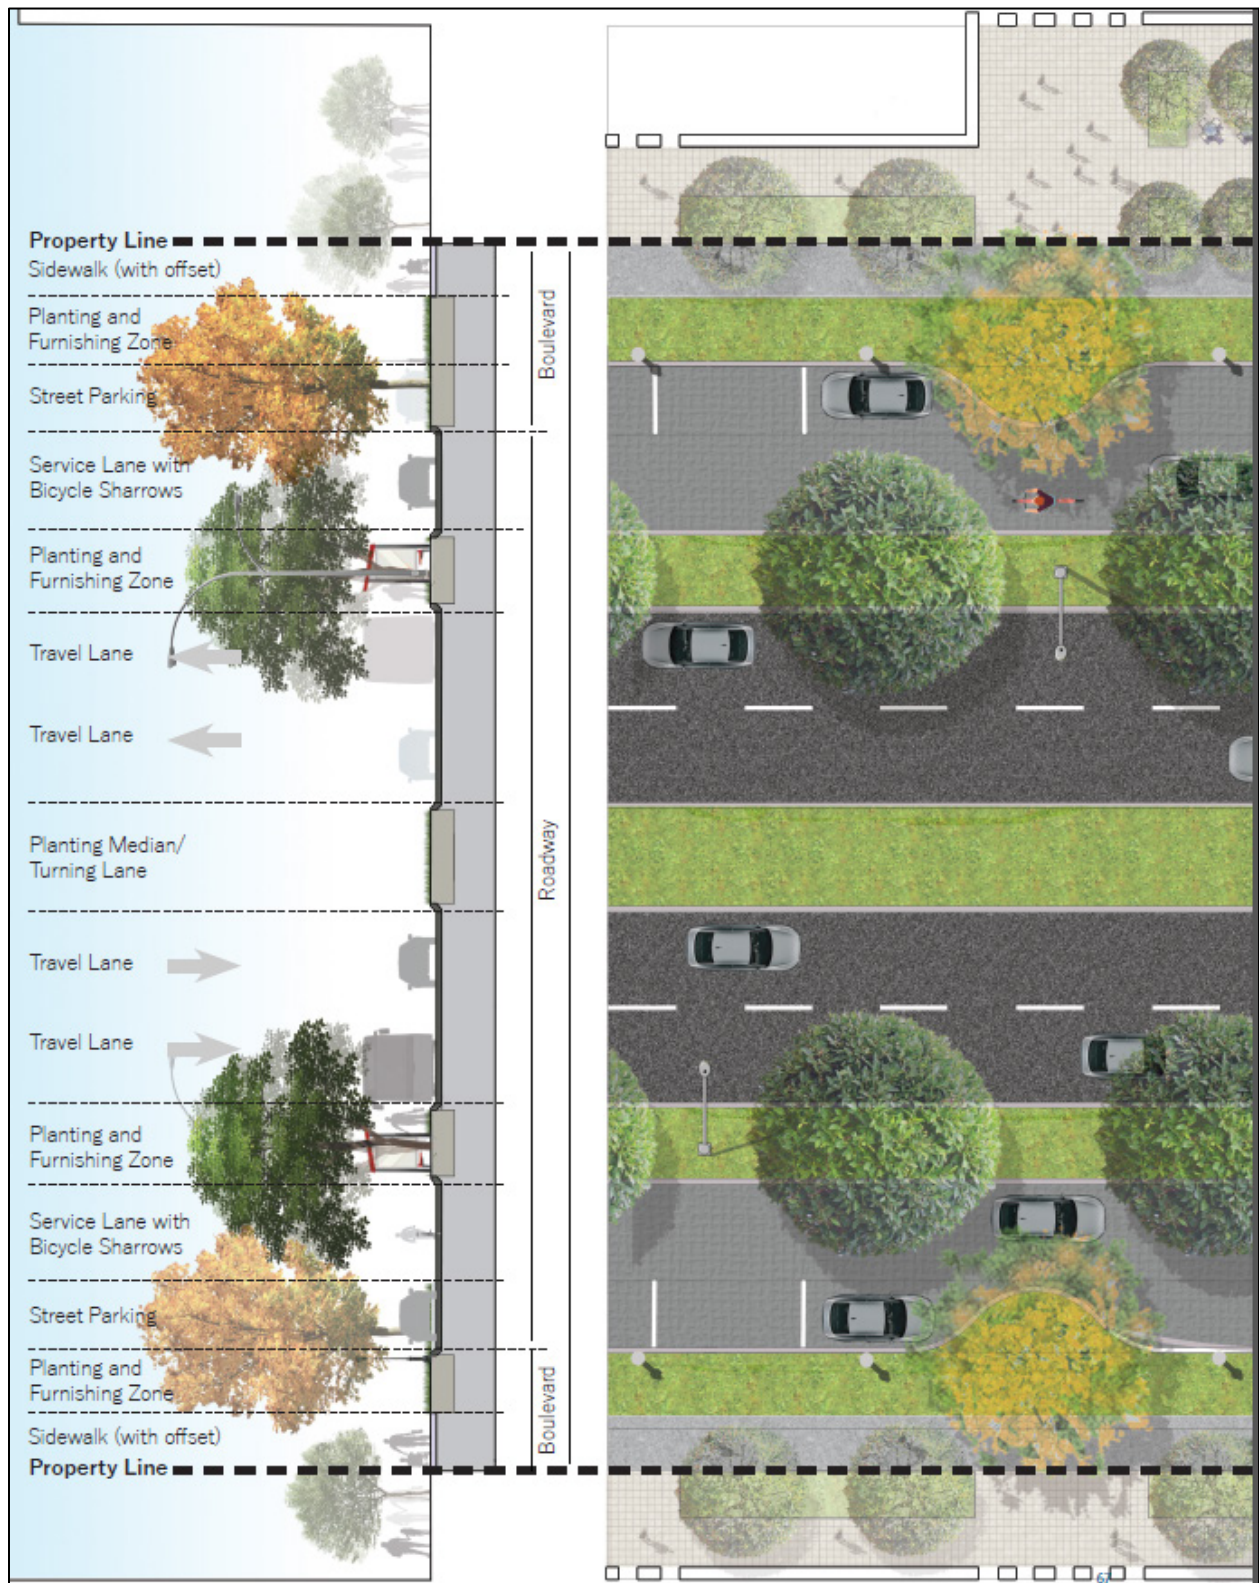 Property Line
Sidewalk (with offset)
Planting and
Furnishing Zone
Street Parking
Service Lane with
Bicycle Sharrows
Planting and
Furnishing Zone
Travel Lane
Travel Lane
Planting Median/
Turning Lane
Travel Lane
Travel Lane
Planting and
Furnishing Zone
Service Lane with
Bicycle Sharrows
Street Parking
Planting and
Furnishing Zone
Sidewalk (with offset)
Property Line
Boulevard
Roadway
Boulevard
67